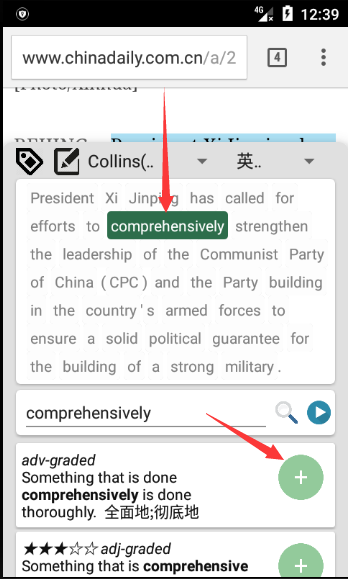 4G 12:39
www.chinadaily.com.cn/a/2 4
[Photo/Xinhua]
BEIJING
Collins(.. 英..
President Xi Jinping has called for
efforts to comprehensively strengthen
the leadership of the Communist Party
of China (CPC) and the Party building
in the country's armed forces to
ensure a solid political guarantee for
the building of a strong military.
comprehensively
adv-graded
Something that is done
comprehensively is done
thoroughly. 全面地;彻底地
★★★☆☆ adj-graded
Something that is comprehensive